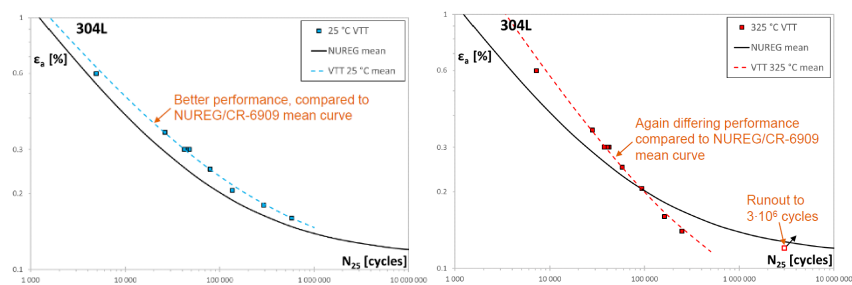 304L
εa [%]
25 °C VTT
NUREG mean
VTT 25 °C mean
Better performance, compared to
NUREG/CR-6909 mean curve
1
0.6
0.3
0.2
0.1
1 000
10 000
100 000
1 000 000
10 000 000
N25 [cycles]
304L
εa [%]
325 °C VTT
NUREG mean
VTT 325 °C mean
Again differing performance
compared to NUREG/CR-6909
mean curve
Runout to
3·10⁶ cycles
1
0.6
0.3
0.2
0.1
1 000
10 000
100 000
1 000 000
10 000 000
N25 [cycles]